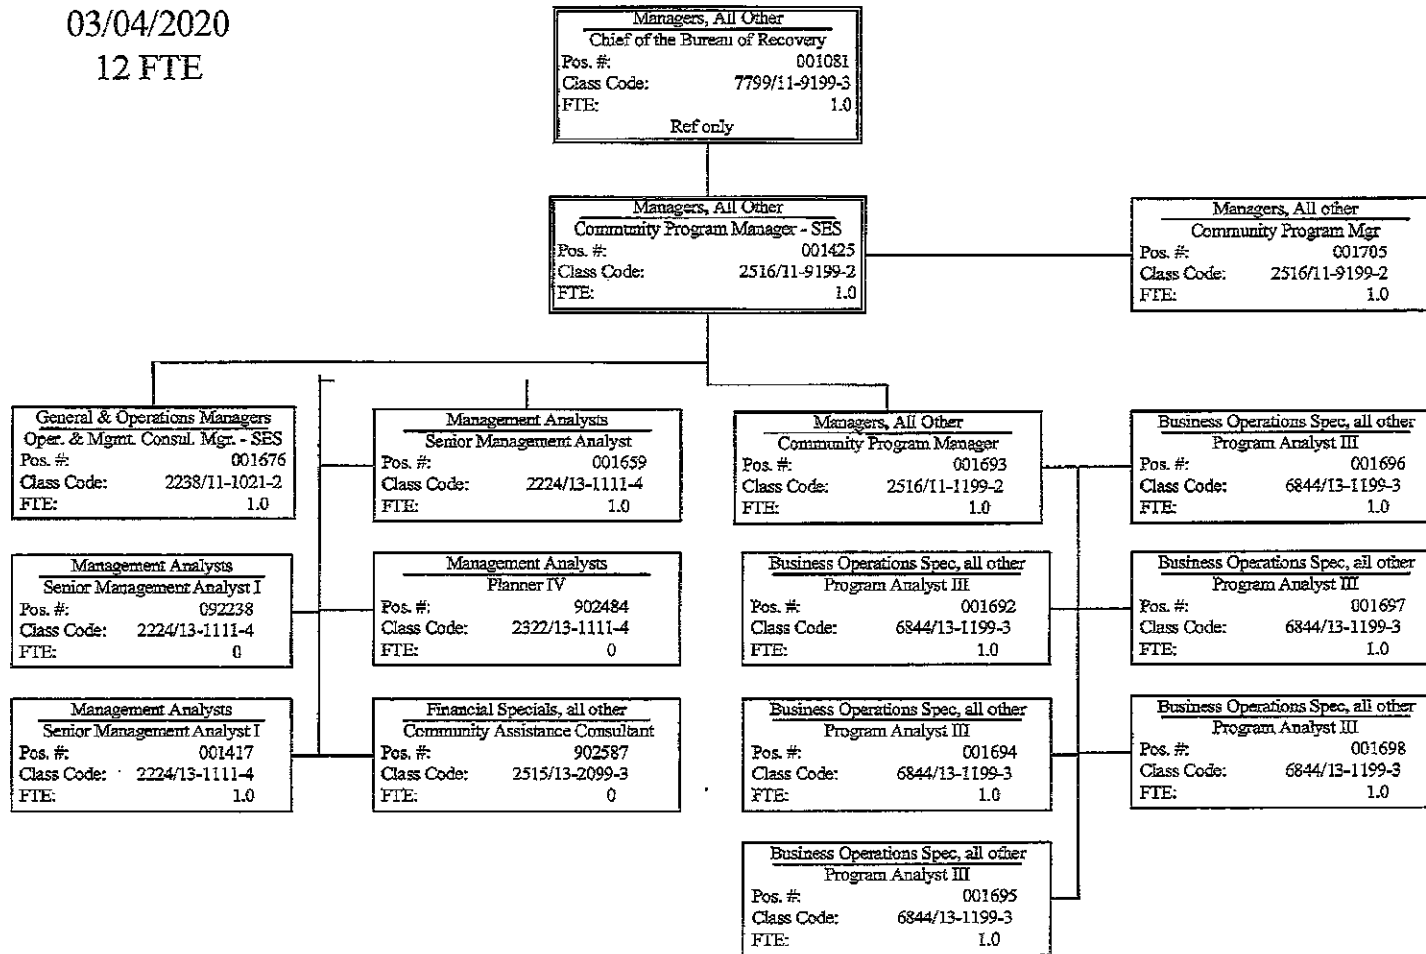 03/04/2020
12 FTE
Managers, All Other
Chief of the Bureau of Recovery
Pos. #: 001081
Class Code: 7799/11-9199-3
FTE: 1.0
Ref only
Managers, All Other
Community Program Manager - SES
Pos. #: 001425
Class Code: 2516/11-9199-2
FTE: 1.0
Managers, All other
Community Program Mgr
Pos. #: 001705
Class Code: 2516/11-9199-2
FTE: 1.0
General & Operations Managers
Oper. & Mgmt. Consul. Mgr. - SES
Pos. #: 001676
Class Code: 2238/11-1021-2
FTE: 1.0
Management Analysts
Senior Management Analyst
Pos. #: 001659
Class Code: 2224/13-1111-4
FTE: 1.0
Managers, All Other
Community Program Manager
Pos. #: 001693
Class Code: 2516/11-1199-2
FTE: 1.0
Business Operations Spec, all other
Program Analyst III
Pos. #: 001696
Class Code: 6844/13-1199-3
FTE: 1.0
Management Analysts
Senior Management Analyst I
Pos. #: 092238
Class Code: 2224/13-1111-4
FTE: 0
Management Analysts
Planner IV
Pos. #: 902484
Class Code: 2322/13-1111-4
FTE: 0
Business Operations Spec, all other
Program Analyst III
Pos. #: 001692
Class Code: 6844/13-1199-3
FTE: 1.0
Business Operations Spec, all other
Program Analyst III
Pos. #: 001697
Class Code: 6844/13-1199-3
FTE: 1.0
Management Analysts
Senior Management Analyst I
Pos. #: 001417
Class Code: 2224/13-1111-4
FTE: 1.0
Financial Specials, all other
Community Assistance Consultant
Pos. #: 902587
Class Code: 2515/13-2099-3
FTE: 0
Business Operations Spec, all other
Program Analyst III
Pos. #: 001694
Class Code: 6844/13-1199-3
FTE: 1.0
Business Operations Spec, all other
Program Analyst III
Pos. #: 001698
Class Code: 6844/13-1199-3
FTE: 1.0
Business Operations Spec, all other
Program Analyst III
Pos. #: 001695
Class Code: 6844/13-1199-3
FTE: 1.0